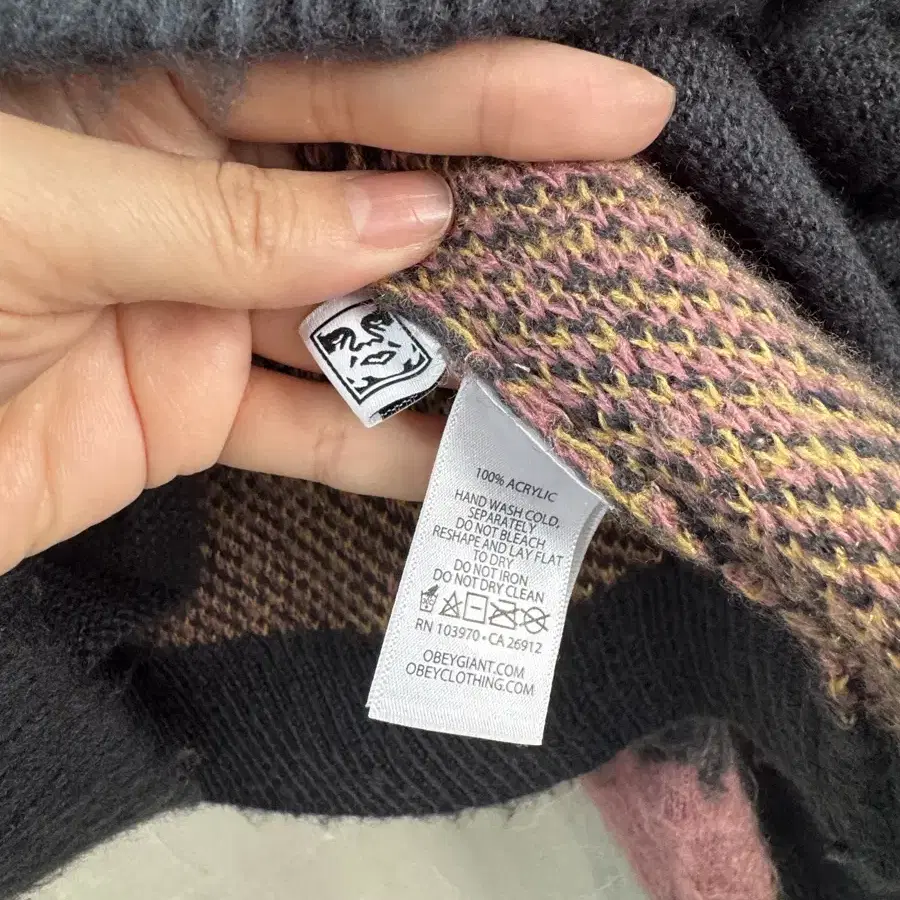 100% ACRYLIC
HAND WASH COLD,
SEPARATELY
DO NOT BLEACH
RESHAPE AND LAY FLAT
TO DRY
DO NOT IRON
DO NOT DRY CLEAN
RN 103970 • CA 26912
OBEYGIANT.COM
OBEYCLOTHING.COM